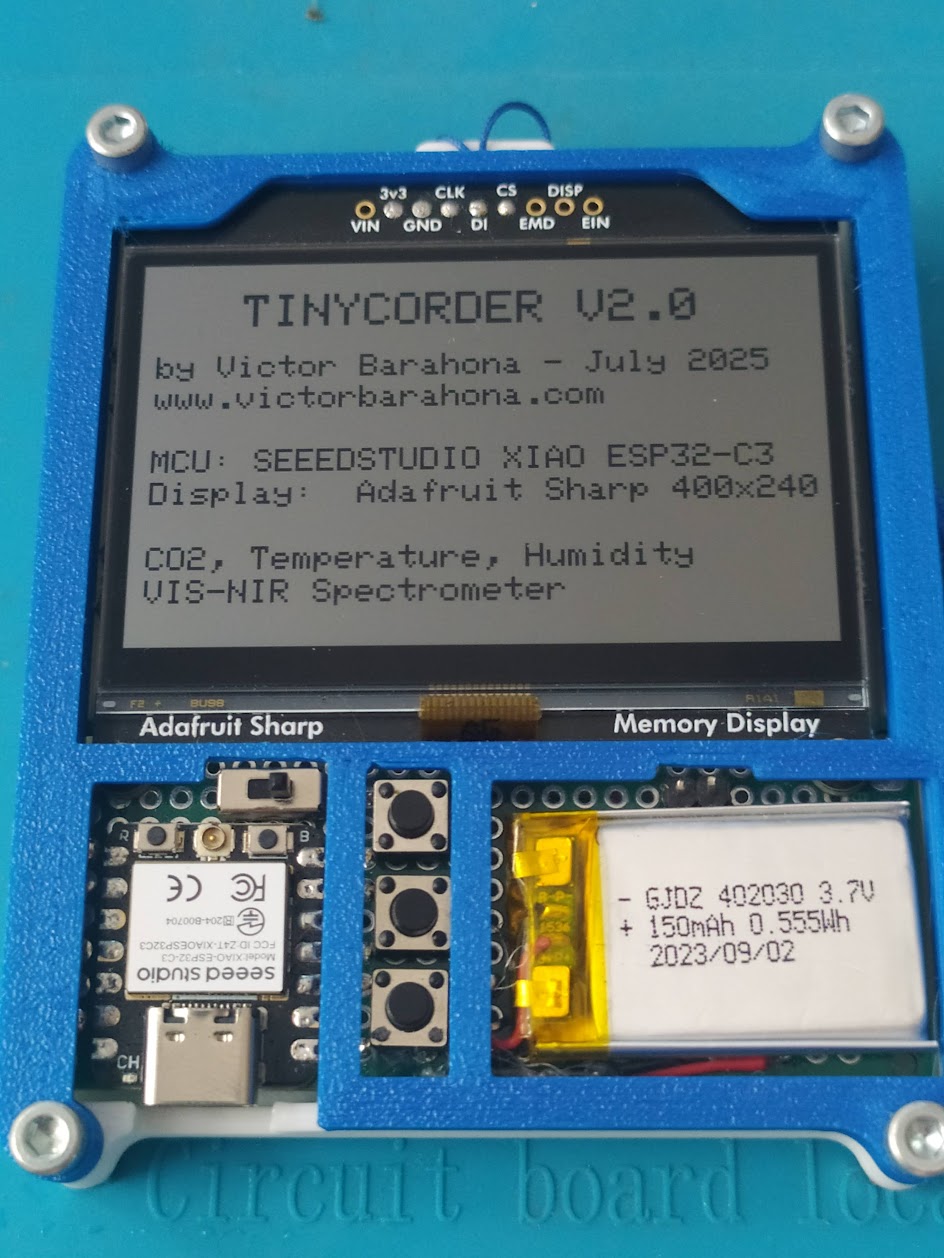 3v3 CLK CS DISP
VIN GND DI EMD EIN
TINYCORDER V2.0
by Victor Barahona - July 2025
www.victorbarahona.com
MCU: SEEEDSTUDIO XIAO ESP32-C3
Display: Adafruit Sharp 400x240
CO2, Temperature, Humidity
VIS-NIR Spectrometer
Adafruit Sharp
Memory Display
R B
seeed studio
Model:XIAO-ESP32-C3
FCC ID:Z4T-XIAOESP32C3
204-B00704
FC CE
CH
- GJDZ 402030 3.7V
+ 150mAh 0.555Wh
2023/09/02
Circuit board loca